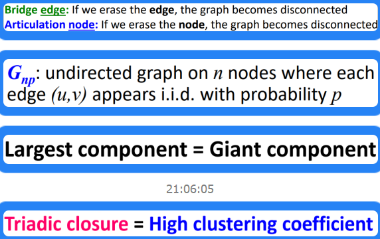 Bridge edge: If we erase the edge, the graph becomes disconnected
Articulation node: If we erase the node, the graph becomes disconnected
Gnp: undirected graph on n nodes where each
edge (u,v) appears i.i.d. with probability p
Largest component = Giant component
21:06:05
Triadic closure = High clustering coefficient